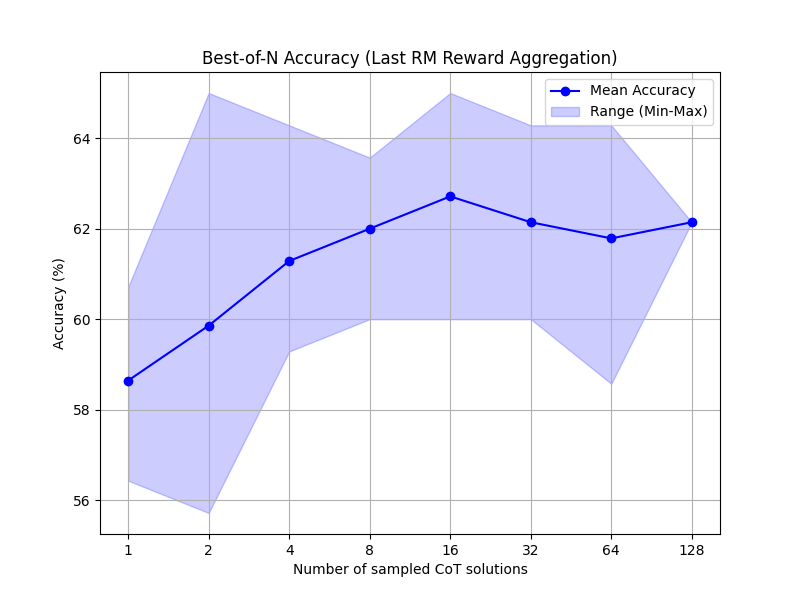 Best-of-N Accuracy (Last RM Reward Aggregation)
Mean Accuracy
Range (Min-Max)
Accuracy (%)
64
62
60
58
56
1 2 4 8 16 32 64 128
Number of sampled CoT solutions